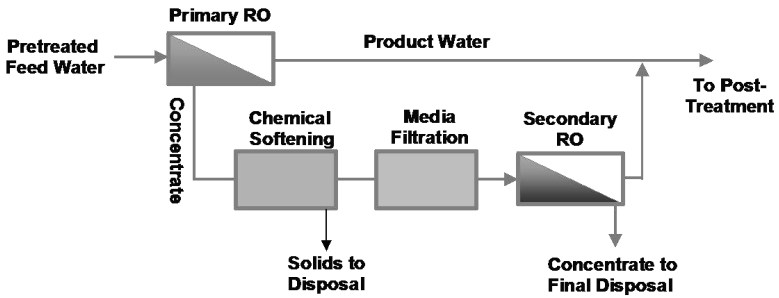 Primary RO
Pretreated
Feed Water
Product Water
To Post-
Treatment
Concentrate
Chemical
Softening
Media
Filtration
Secondary
RO
Solids to
Disposal
Concentrate to
Final Disposal